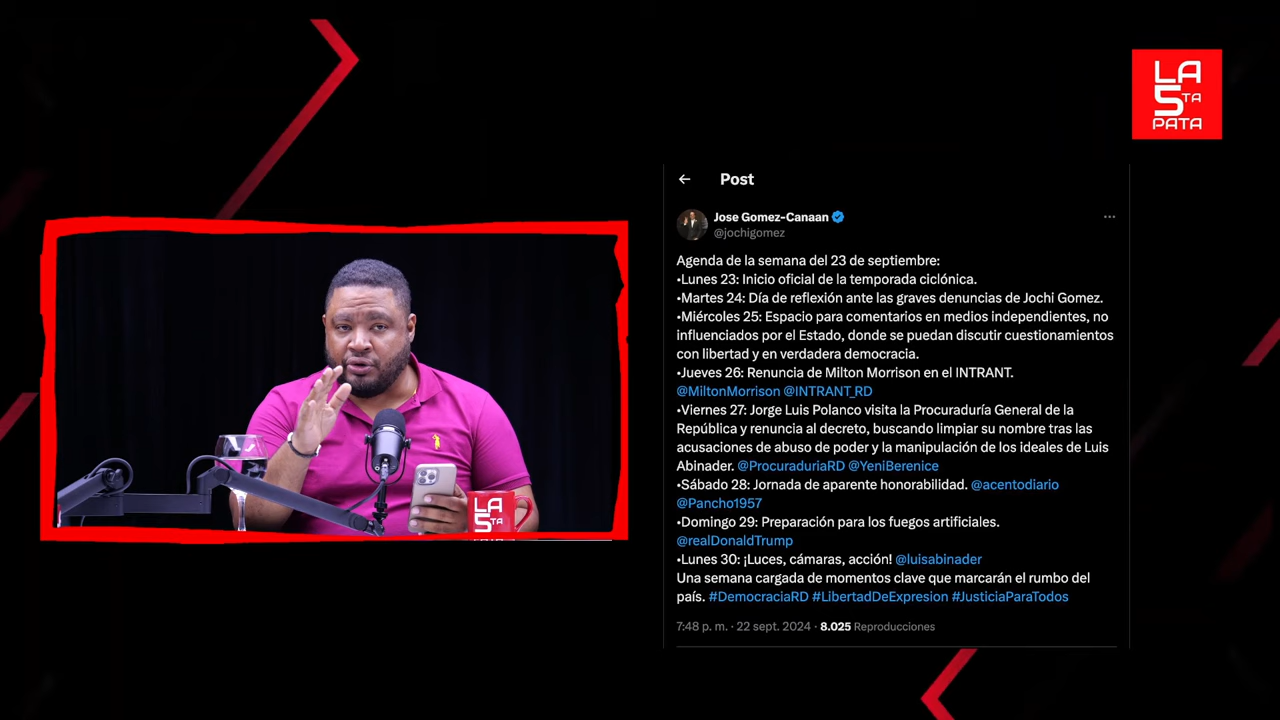 LA
5TA
PATA
Post
Jose Gomez-Canaan
@jochigomez
Agenda de la semana del 23 de septiembre:
•Lunes 23: Inicio oficial de la temporada ciclónica.
•Martes 24: Día de reflexión ante las graves denuncias de Jochi Gomez.
•Miércoles 25: Espacio para comentarios en medios independientes, no
influenciados por el Estado, donde se puedan discutir cuestionamientos
con libertad y en verdadera democracia.
•Jueves 26: Renuncia de Milton Morrison en el INTRANT.
@MiltonMorrison @INTRANT_RD
•Viernes 27: Jorge Luis Polanco visita la Procuraduría General de la
República y renuncia al decreto, buscando limpiar su nombre tras las
acusaciones de abuso de poder y la manipulación de los ideales de Luis
Abinader. @ProcuraduriaRD @YeniBerenice
•Sábado 28: Jornada de aparente honorabilidad. @acentodiario
@Pancho1957
•Domingo 29: Preparación para los fuegos artificiales.
@realDonaldTrump
•Lunes 30: ¡Luces, cámaras, acción! @luisabinader
Una semana cargada de momentos clave que marcarán el rumbo del
país. #DemocraciaRD #LibertadDeExpresion #JusticiaParaTodos
7:48 p. m. · 22 sept. 2024 · 8.025 Reproducciones
LA
5TA